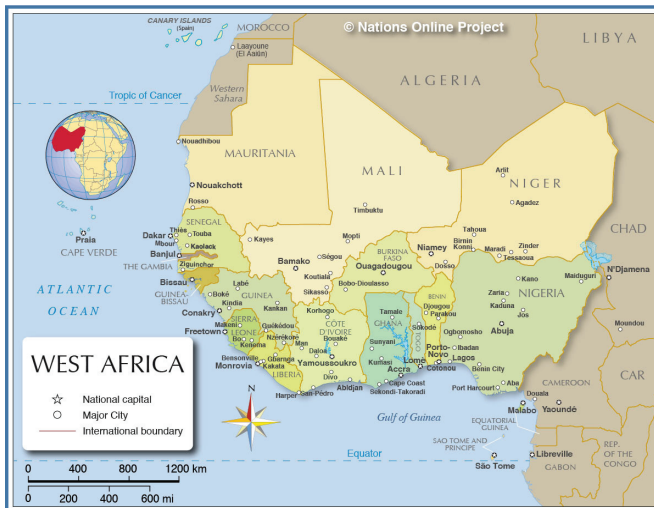 CANARY ISLANDS
(Spain)
MOROCCO
© Nations Online Project
LIBYA
Laayoune
(El Aaiún)
ALGERIA
Western
Sahara
Tropic of Cancer
Nouadhibou
MAURITANIA
MALI
NIGER
Arlit
Nouakchott
Agadez
Rosso
Timbuktu
CHAD
SENEGAL
Praia
CAPE VERDE
Dakar
Thiès
Touba
Mbour
Kaolack
Kayes
Mopti
Tahoua
Niamey
Birnin
Konni
Maradi
Zinder
Tessaoua
Banjul
THE GAMBIA
Ziguinchor
Bamako
Ségou
BURKINA
FASO
Ouagadougou
Dosso
N'Djamena
Bissau
GUINEA-
BISSAU
Koutiala
Sikasso
Bobo-Dioulasso
Kano
Maiduguri
ATLANTIC
OCEAN
Labé
Boké
GUINEA
Kindia
Kankan
BENIN
Djougou
Parakou
Zaria
Kaduna
NIGERIA
Jos
Conakry
Korhogo
Tamale
GHANA
TOGO
Sokodé
Abuja
Moundou
Freetown
Makeni
SIERRA
LEONE
Bo
Kenema
Guékédou
Nzérékoré
Man
CÔTE
D'IVOIRE
Bouaké
Daloa
Yamoussoukro
Sunyani
Kumasi
Ogbomosho
Ibadan
Porto-
Novo
Lagos
Cotonou
Lomé
Benin City
Bensonville
Monrovia
Gbarnga
Kakata
LIBERIA
Harper
San-Pédro
Divo
Abidjan
Accra
Cape Coast
Sekondi-Takoradi
Port Harcourt
Aba
CAMEROON
CAR
Douala
Malabo
Yaoundé
WEST AFRICA
National capital
Major City
International boundary
N
Gulf of Guinea
EQUATORIAL
GUINEA
SAO TOME AND
PRINCIPE
São Tome
Libreville
GABON
REP.
OF THE
CONGO
Equator
0 400 800 1200 km
0 200 400 600 mi